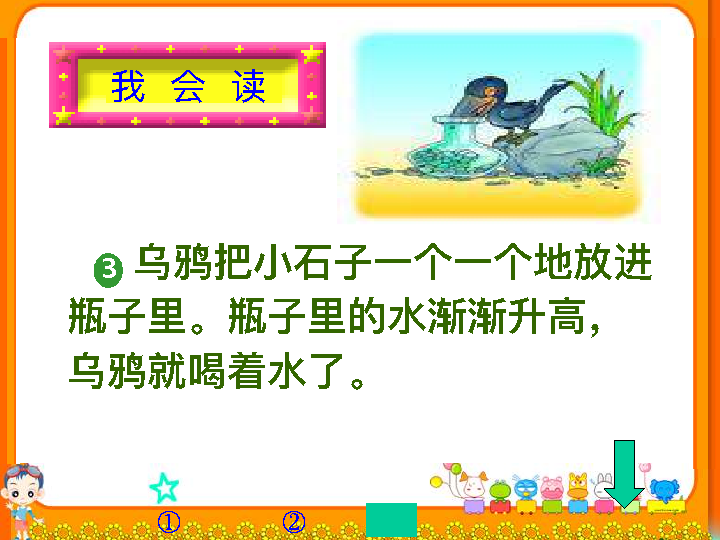 我 会 读
3 乌鸦把小石子一个一个地放进
瓶子里。瓶子里的水渐渐升高，
乌鸦就喝着水了。
① ②